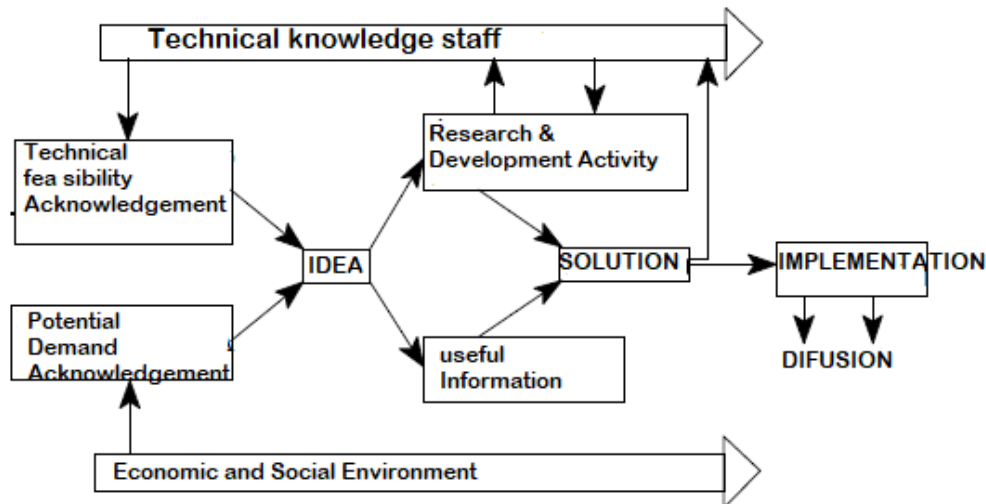 Technical knowledge staff
Technical
fea sibility
Acknowledgement
Research &
Development Activity
IDEA
SOLUTION
IMPLEMENTATION
Potential
Demand
Acknowledgement
useful
Information
DIFUSION
Economic and Social Environment